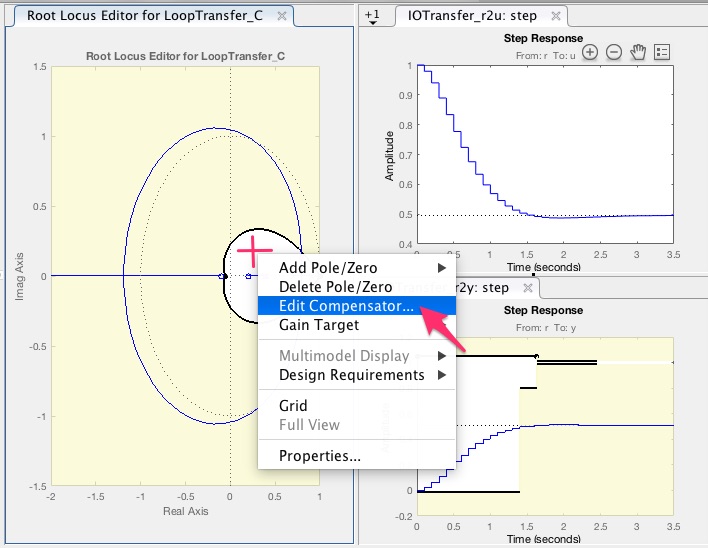 Root Locus Editor for LoopTransfer_C
Root Locus Editor for LoopTransfer_C
1.5
1
0.5
0
-0.5
-1
-1.5
Imag Axis
-2
-1.5
-1
-0.5
0
0.5
1
Real Axis
+1
IOTransfer_r2u: step
Step Response
From: r To: u
1
0.9
0.8
0.7
0.6
0.5
0.4
Amplitude
0
0.5
1
1.5
2
2.5
3
3.5
Time (seconds)
Add Pole/Zero
Delete Pole/Zero
Edit Compensator...
Gain Target
Multimodel Display
Design Requirements
Grid
Full View
Properties...
r2y: step
Step Response
From: r To: y
0
-0.2
0
0.5
1
1.5
2
2.5
3
3.5
Time (seconds)